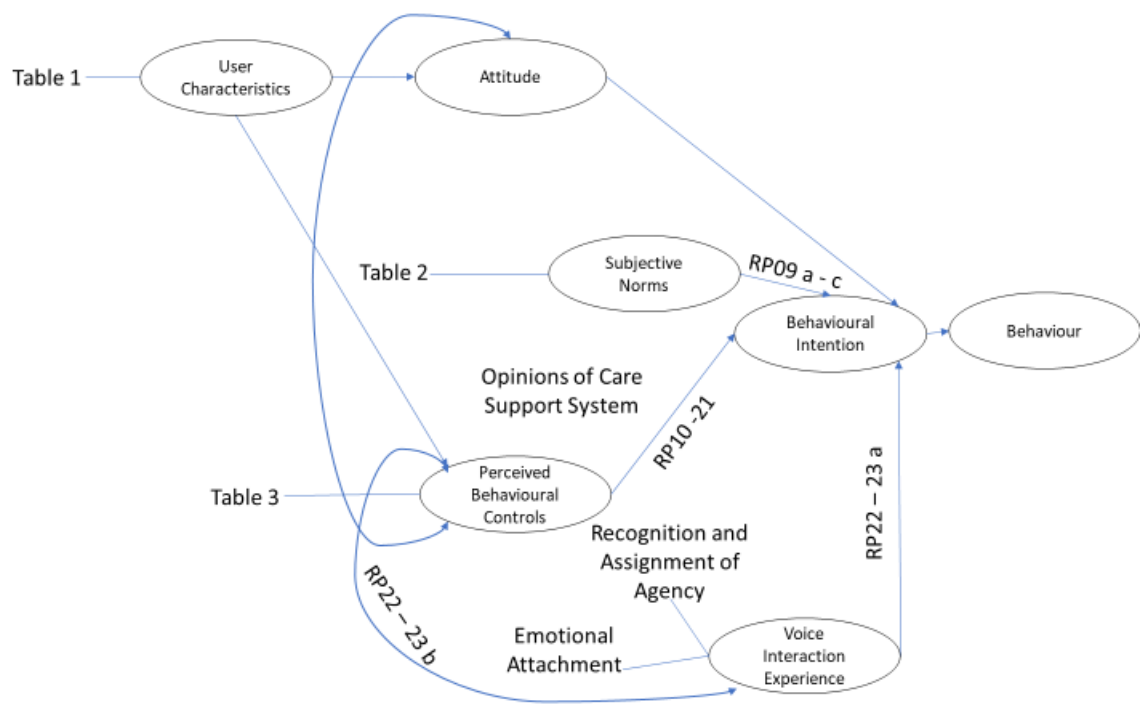 Table 1
User
Characteristics
Attitude
Table 2
Subjective
Norms
RP09 a - c
Behavioural
Intention
Behaviour
Opinions of Care
Support System
RP10 -21
Table 3
Perceived
Behavioural
Controls
RP22 – 23 a
Recognition and
Assignment of
Agency
RP22 – 23 b
Emotional
Attachment
Voice
Interaction
Experience